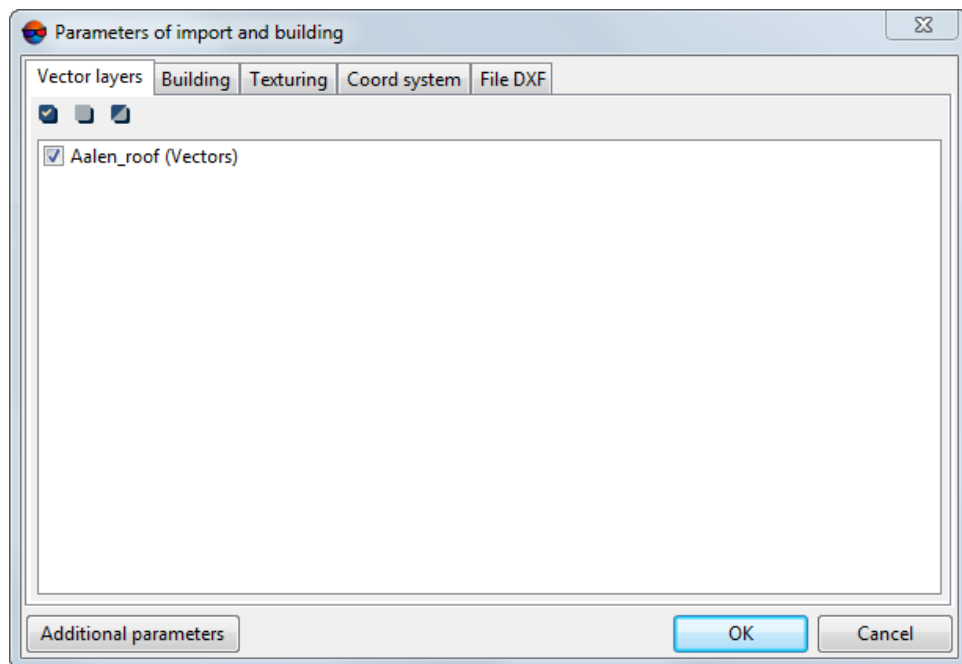 Parameters of import and building
Vector layers Building Texturing Coord system File DXF
Aalen_roof (Vectors)
Additional parameters OK Cancel